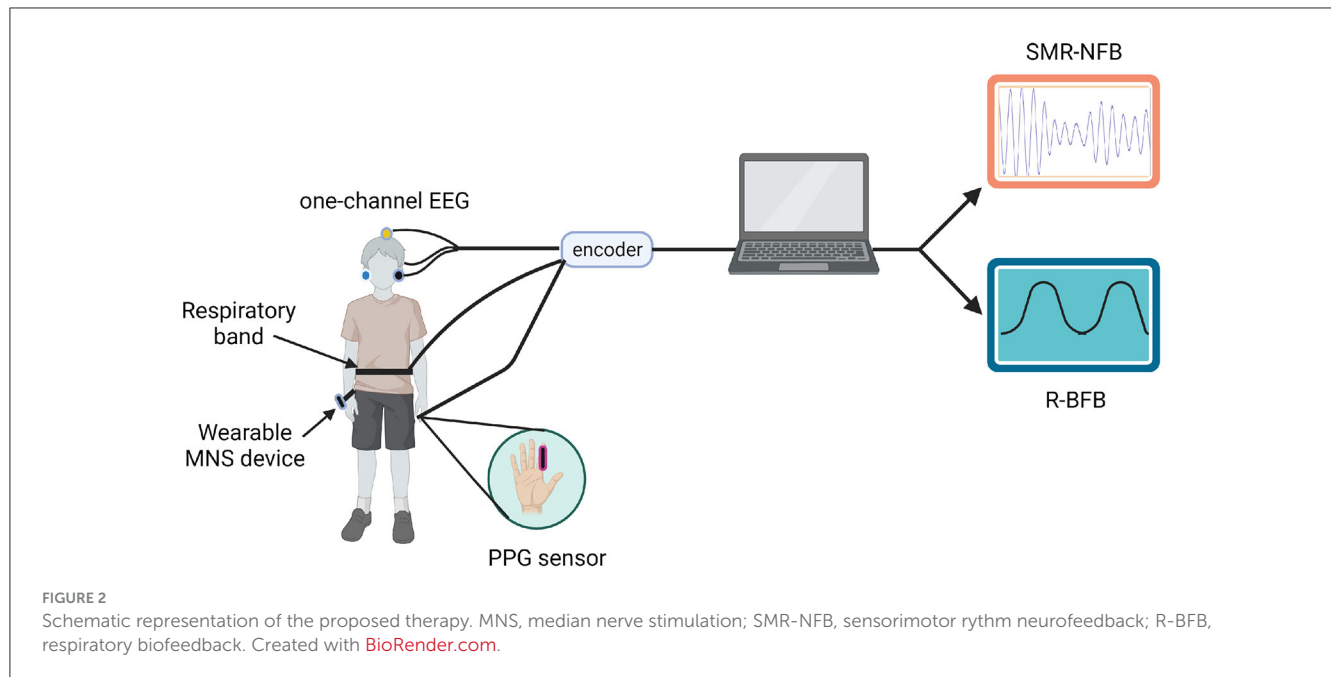 SMR-NFB
one-channel EEG
encoder
Respiratory
band
R-BFB
Wearable
MNS device
PPG sensor
FIGURE 2
Schematic representation of the proposed therapy. MNS, median nerve stimulation; SMR-NFB, sensorimotor rythm neurofeedback; R-BFB,
respiratory biofeedback. Created with BioRender.com.